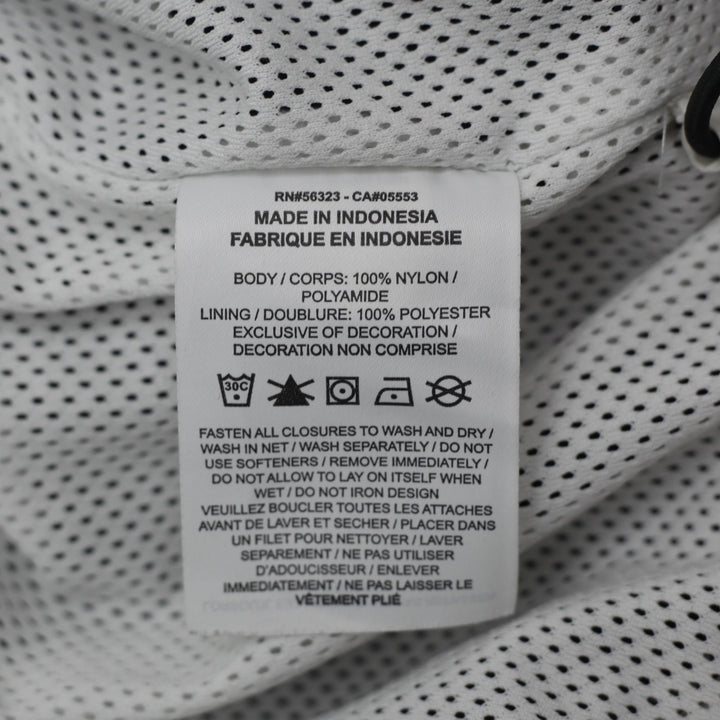 RN#56323 - CA#05553
MADE IN INDONESIA
FABRIQUE EN INDONESIE
BODY / CORPS: 100% NYLON /
POLYAMIDE
LINING / DOUBLURE: 100% POLYESTER
EXCLUSIVE OF DECORATION /
DECORATION NON COMPRISE
30C
FASTEN ALL CLOSURES TO WASH AND DRY /
WASH IN NET / WASH SEPARATELY / DO NOT
USE SOFTENERS / REMOVE IMMEDIATELY /
DO NOT ALLOW TO LAY ON ITSELF WHEN
WET / DO NOT IRON DESIGN
VEUILLEZ BOUCLER TOUTES LES ATTACHES
AVANT DE LAVER ET SECHER / PLACER DANS
UN FILET POUR NETTOYER / LAVER
SEPAREMENT / NE PAS UTILISER
D'ADOUCISSEUR / ENLEVER
IMMEDIATEMENT / NE PAS LAISSER LE
VÊTEMENT PLIÉ